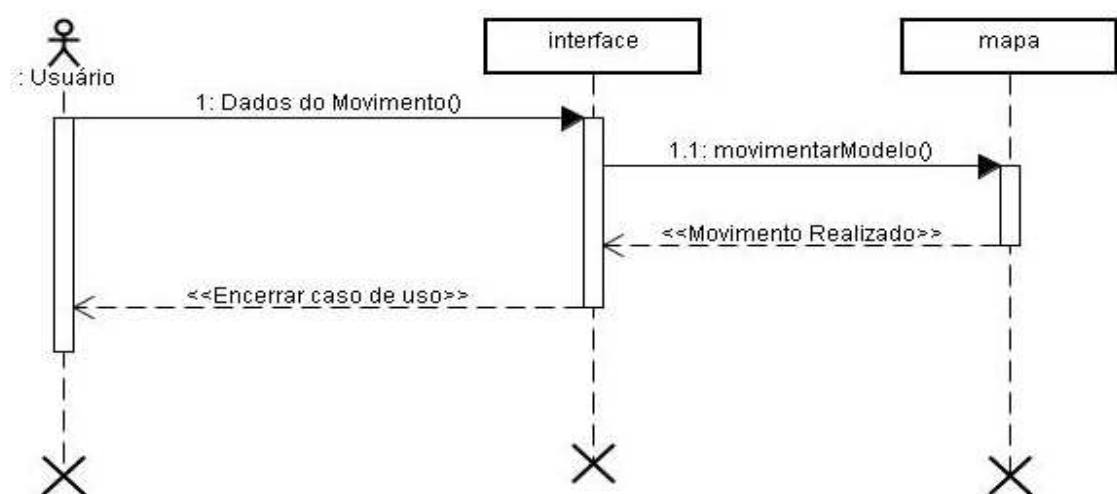 interface
mapa
: Usuário
1: Dados do Movimento()
1.1: movimentarModelo()
<<Movimento Realizado>>
<<Encerrar caso de uso>>